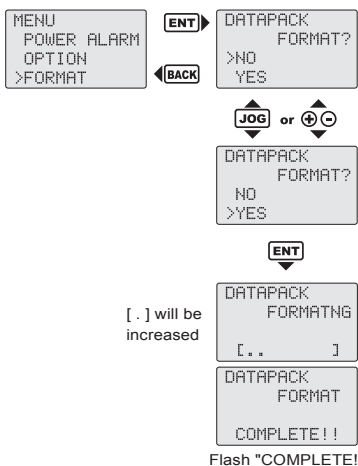 MENU
POWER ALARM
OPTION
>FORMAT
ENT
BACK
DATAPACK
FORMAT?
>NO
YES
JOG or ⊕⊖
DATAPACK
FORMAT?
NO
>YES
ENT
[ . ] will be
increased
DATAPACK
FORMATNG
[.. ]
DATAPACK
FORMAT
COMPLETE!!
Flash "COMPLETE!